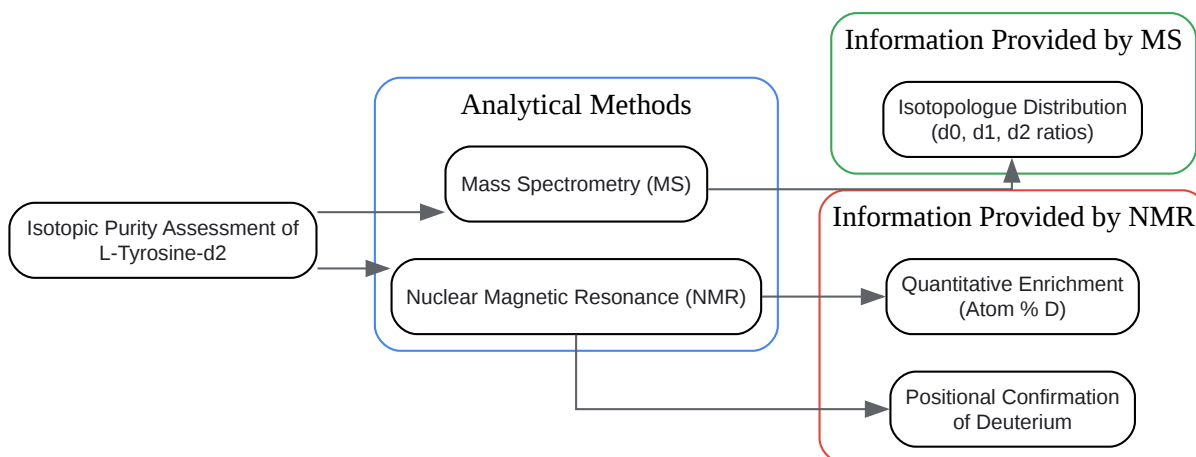 Information Provided by MS
Isotopologue Distribution
(d0, d1, d2 ratios)
Analytical Methods
Mass Spectrometry (MS)
Isotopic Purity Assessment of
L-Tyrosine-d2
Nuclear Magnetic Resonance (NMR)
Information Provided by NMR
Quantitative Enrichment
(Atom % D)
Positional Confirmation
of Deuterium